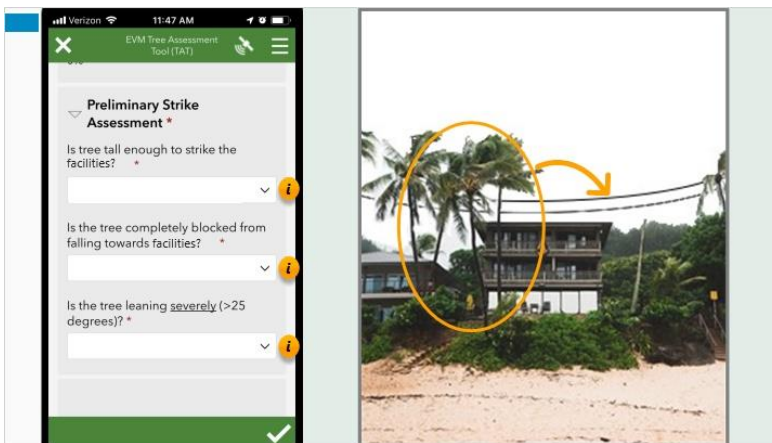 Verizon 11:47 AM
EVM Tree Assessment
Tool (TAT)
Preliminary Strike
Assessment *
Is tree tall enough to strike the
facilities? *
i
Is the tree completely blocked from
falling towards facilities? *
i
Is the tree leaning severely (>25
degrees)? *
i